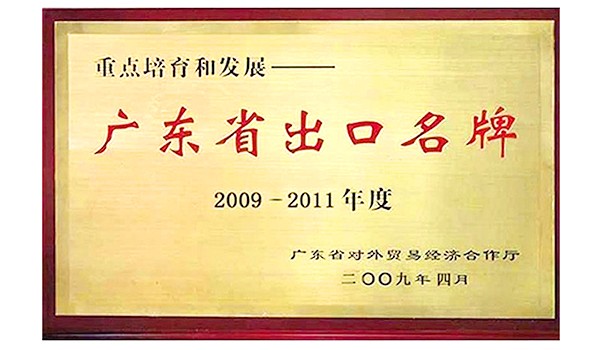 重点培育和发展——
广东省出口名牌
2009－2011年度
广东省对外贸易经济合作厅
二〇〇九年四月